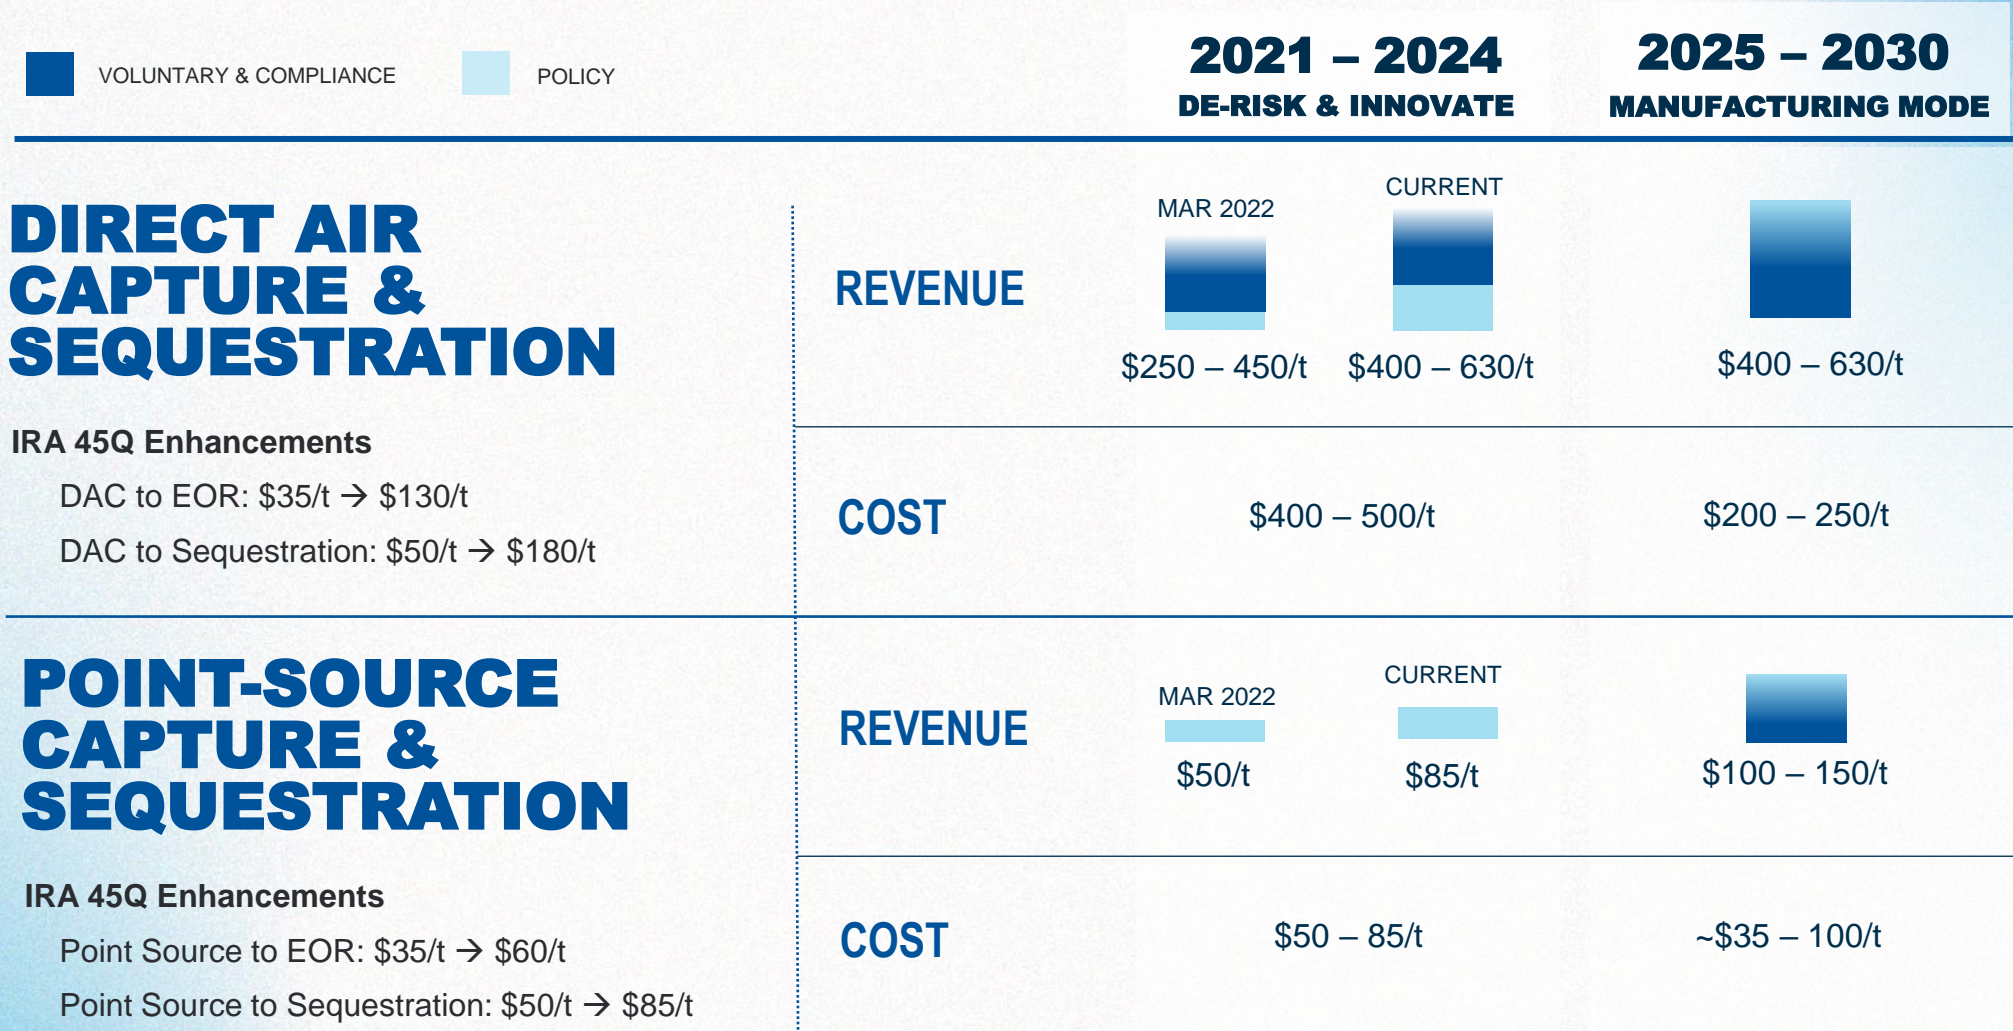 VOLUNTARY & COMPLIANCE
POLICY
2021 – 2024
DE-RISK & INNOVATE
2025 – 2030
MANUFACTURING MODE
DIRECT AIR
CAPTURE &
SEQUESTRATION
IRA 45Q Enhancements
DAC to EOR: $35/t → $130/t
DAC to Sequestration: $50/t → $180/t
REVENUE
MAR 2022
$250 – 450/t
CURRENT
$400 – 630/t
$400 – 630/t
COST
$400 – 500/t
$200 – 250/t
POINT-SOURCE
CAPTURE &
SEQUESTRATION
IRA 45Q Enhancements
Point Source to EOR: $35/t → $60/t
Point Source to Sequestration: $50/t → $85/t
REVENUE
MAR 2022
$50/t
CURRENT
$85/t
$100 – 150/t
COST
$50 – 85/t
~$35 – 100/t